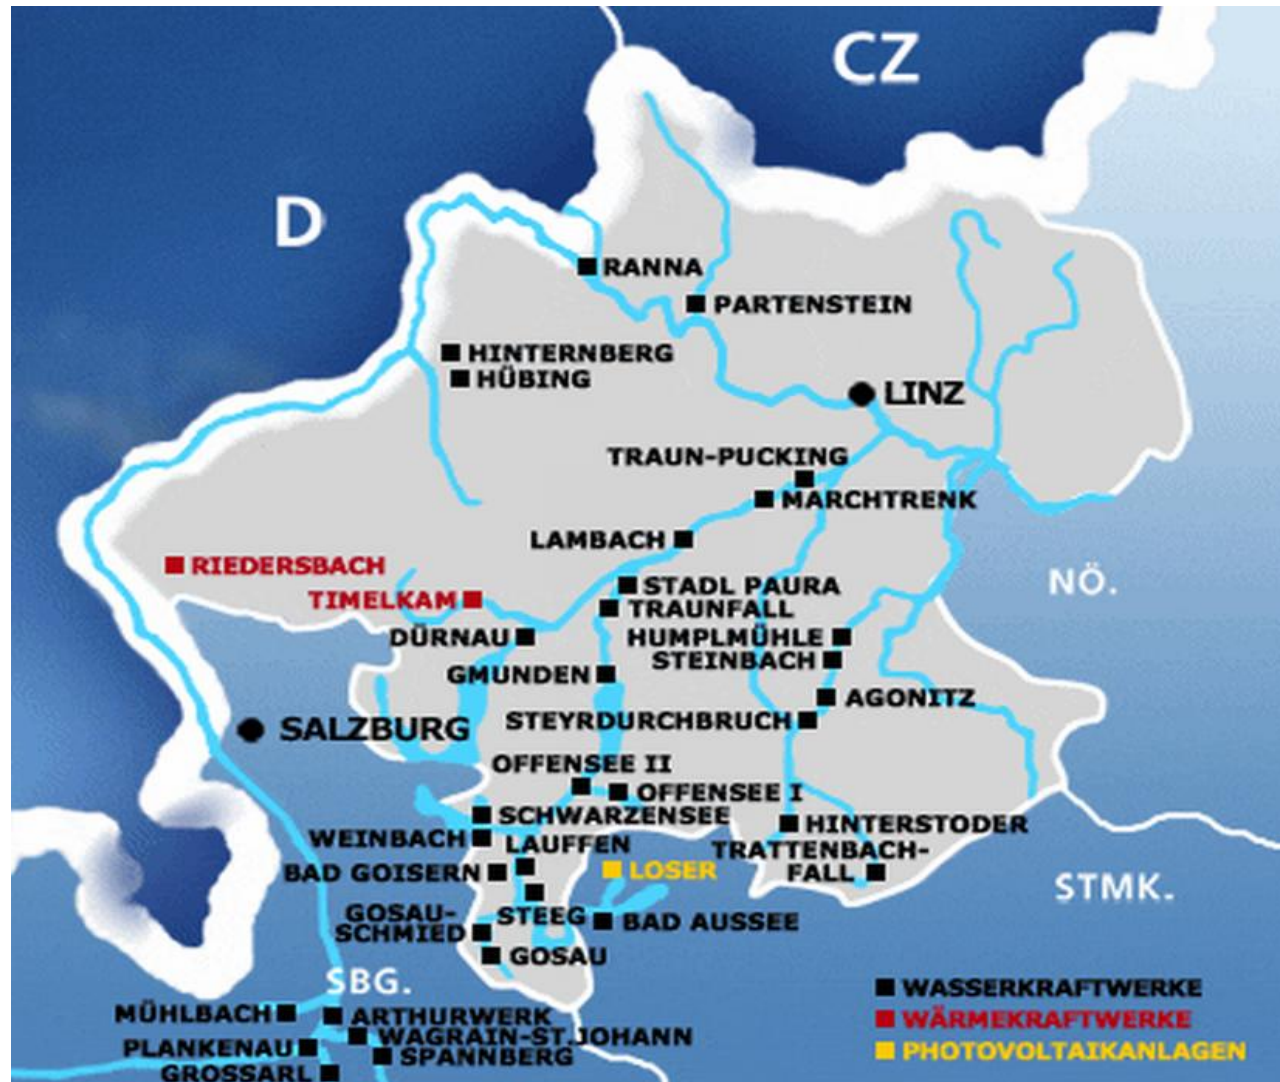 CZ
D
RANNA
PARTENSTEIN
HINTERNBERG
HÜBING
LINZ
TRAUN-PUCKING
MARCHTRENK
LAMBACH
RIEDERSBACH
NÖ.
STADL PAURA
TIMELKAM
TRAUNFALL
DÜRNAU
HUMPLMÜHLE
STEINBACH
GMUNDEN
AGONITZ
STEYRDURCHBRUCH
SALZBURG
OFFENSEE II
OFFENSEE I
SCHWARZENSEE
HINTERSTODER
WEINBACH
LAUFFEN
TRATTENBACH-
FALL
BAD GOISERN
LOSER
STMK.
GOSAU-
SCHMIED
STEEG
BAD AUSSEE
GOSAU
SBG.
WASSERKRAFTWERKE
WÄRMEKRAFTWERKE
PHOTOVOLTAIKANLAGEN
MÜHLBACH
ARTHURWERK
WAGRAIN-ST.JOHANN
PLANKENAU
SPANNBERG
GROSSARL